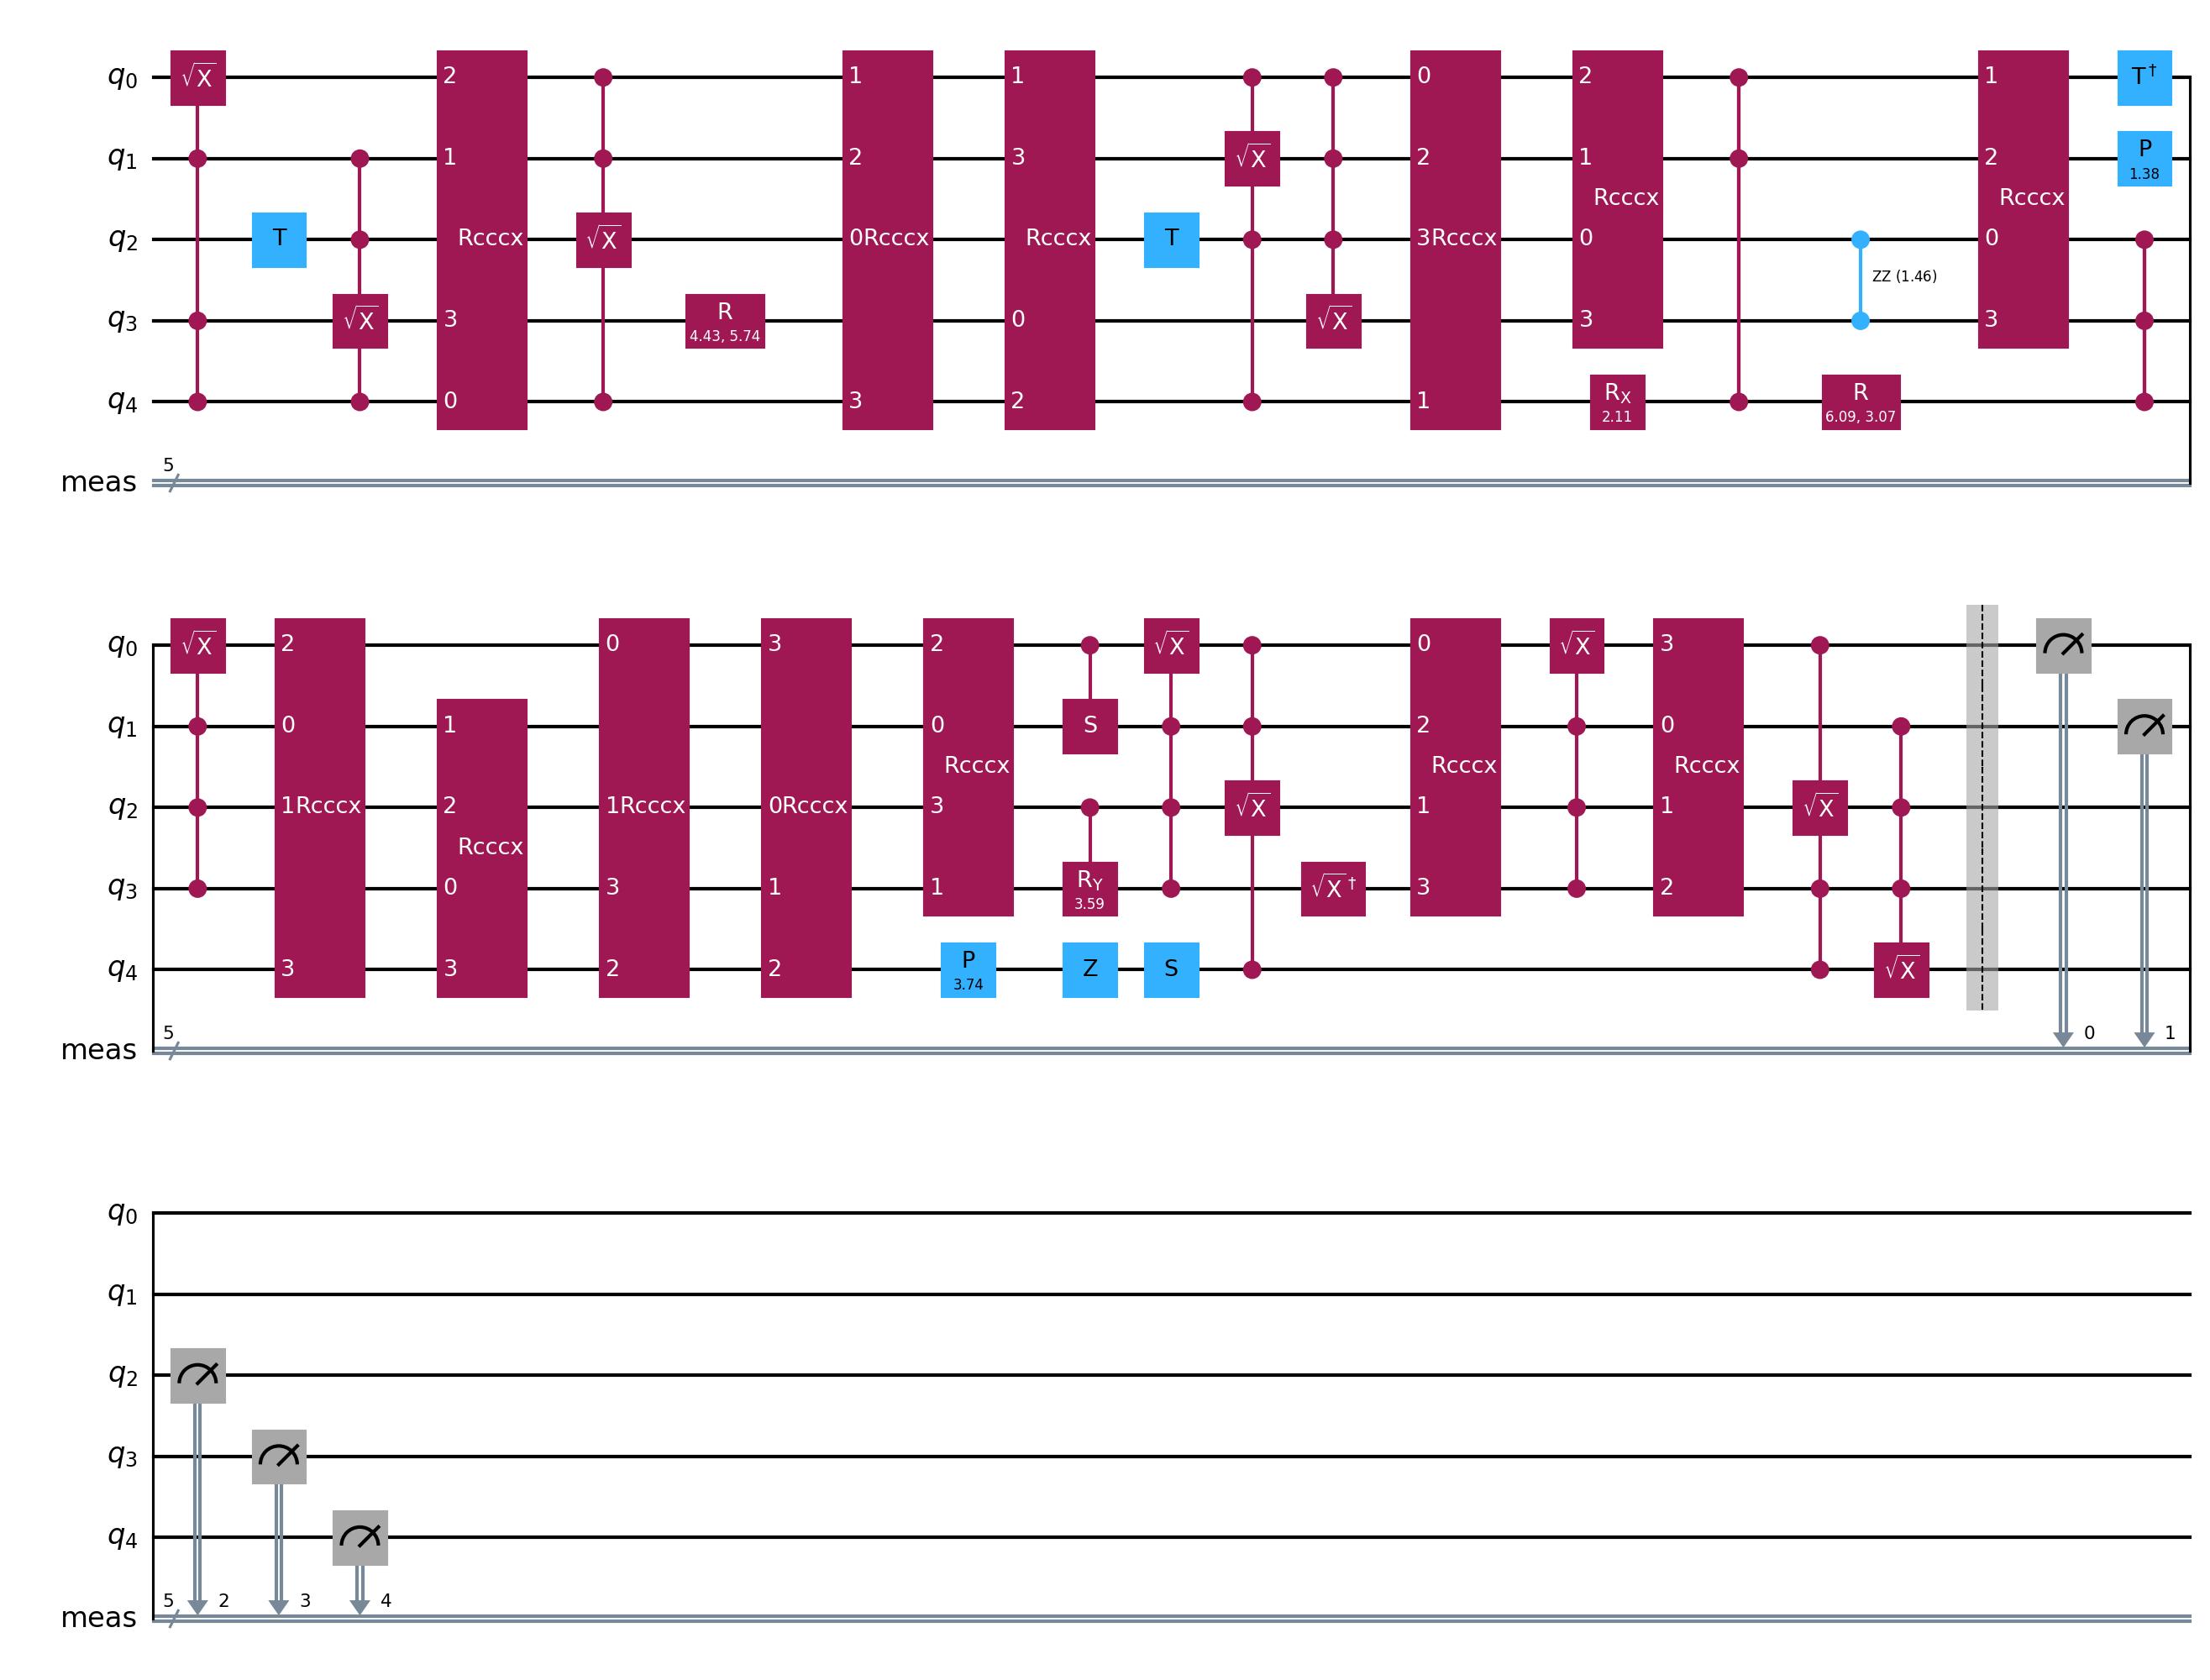 q0 √X 2 1 1 0 2 1 T†
q1 1 2 3 √X 2 1 2 P 1.38
Rcccx Rcccx
q2 T Rcccx √X 0Rcccx Rcccx T 3Rcccx 0 ZZ (1.46) 0
q3 √X 3 R 4.43, 5.74 0 √X 3 3
q4 0 3 2 1 RX 2.11 R 6.09, 3.07
meas 5
q0 √X 2 0 3 2 √X 0 √X 3
q1 0 1 0 S 2 0
Rcccx Rcccx Rcccx
q2 1Rcccx 2 1Rcccx 0Rcccx 3 √X 1 1 √X
Rcccx
q3 0 3 1 1 RY 3.59 √X† 3 2
q4 3 3 2 2 P 3.74 Z S √X
meas 5 0 1
q0
q1
q2
q3
q4
meas 5 2 3 4